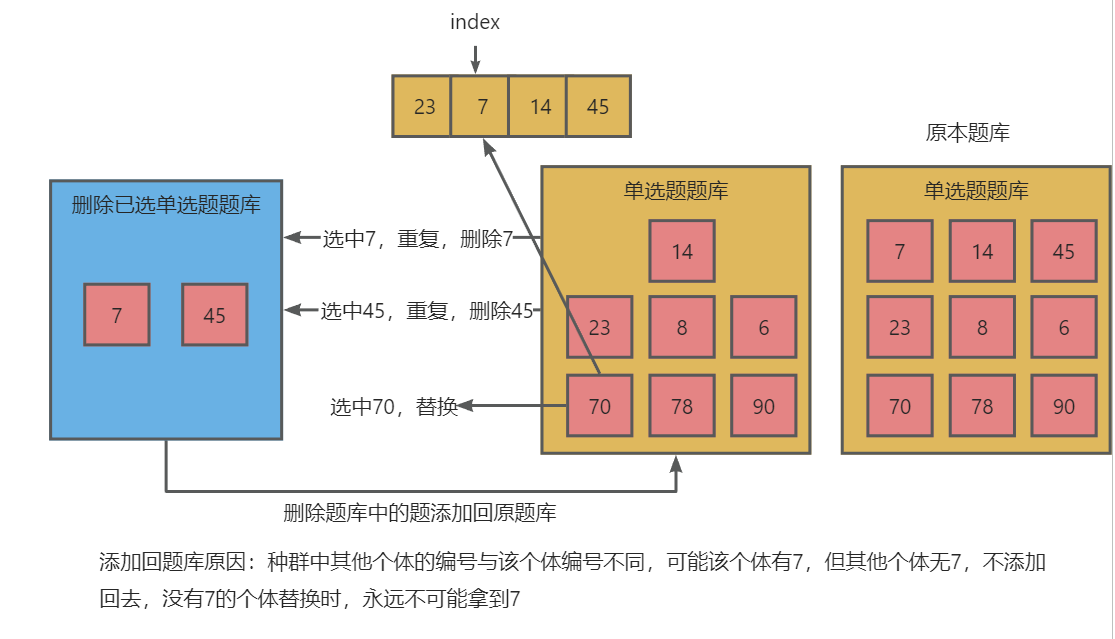 index
23 7 14 45
原本题库
删除已选单选题题库
单选题题库
单选题题库
选中7，重复，删除7
14
7 14 45
7 45
选中45，重复，删除45
23 8 6
23 8 6
选中70，替换
70 78 90
70 78 90
删除题库中的题添加回原题库
添加回题库原因：种群中其他个体的编号与该个体编号不同，可能该个体有7，但其他个体无7，不添加
回去，没有7的个体替换时，永远不可能拿到7